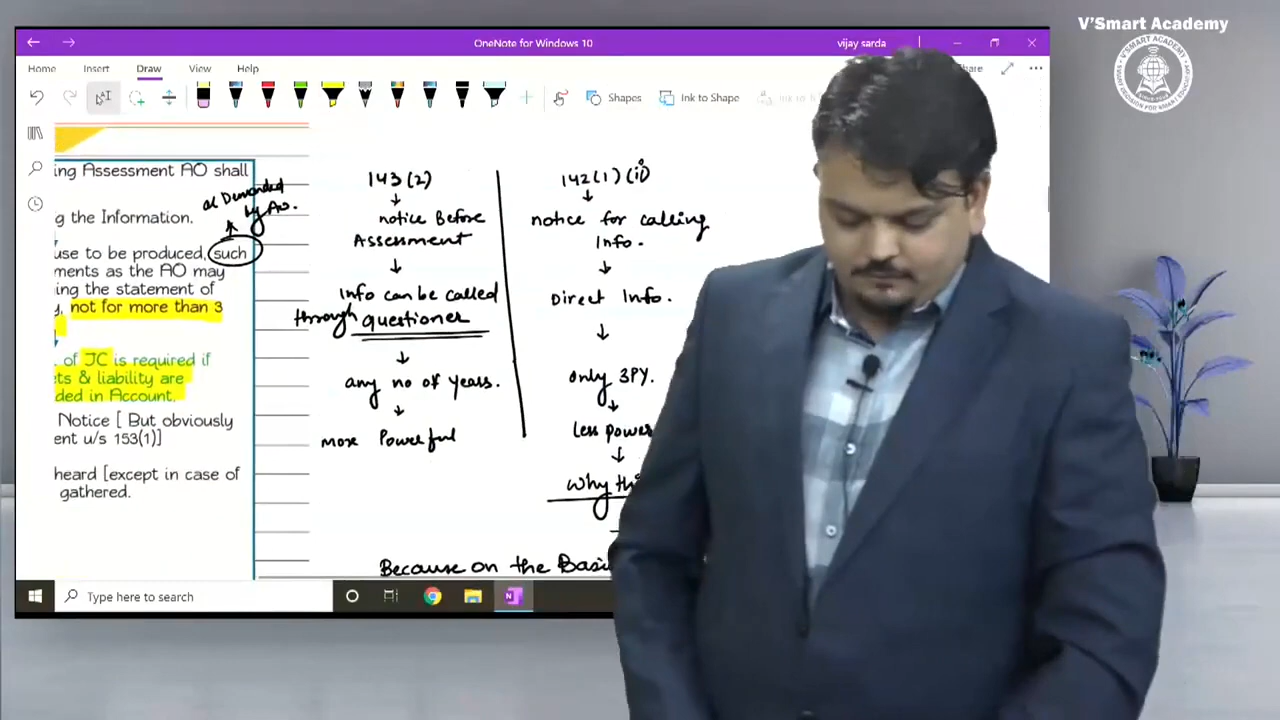 V'Smart Academy
OneNote for Windows 10
vijay sarda
Home
Insert
Draw
View
Help
Share
Shapes
Ink to Shape
ing Assessment AO shall
as Demanded
by AO.
g the Information.
use to be produced, such
ments as the AO may
ing the statement of
not for more than 3
of JC is required if
ets & liability are
ded in Account.
Notice [ But obviously
ent u/s 153(1)]
heard [except in case of
gathered.
143(2)
notice Before
Assessment
Info can be called
through questioner
any no of years.
more Powerful
142(1)(ii)
notice for calling
Info.
Direct Info.
only 3PY.
less power
Why thi
Because on the Basi
Type here to search